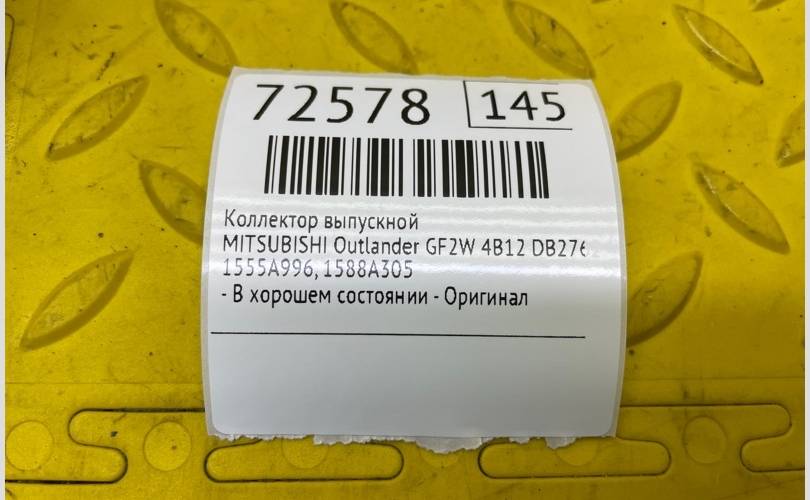 72578 145
Коллектор выпускной
MITSUBISHI Outlander GF2W 4B12 DB276
1555A996, 1588A305
- В хорошем состоянии - Оригинал